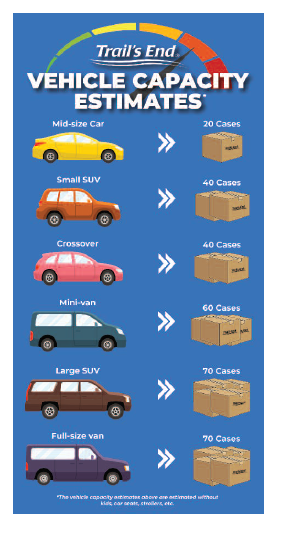 Trail's End
VEHICLE CAPACITY
ESTIMATES*
Mid-size Car
20 Cases
Small SUV
40 Cases
Crossover
40 Cases
Mini-van
60 Cases
Large SUV
70 Cases
Full-size van
70 Cases
*The vehicle capacity estimates above are estimated without
kids, car seats, strollers, etc.